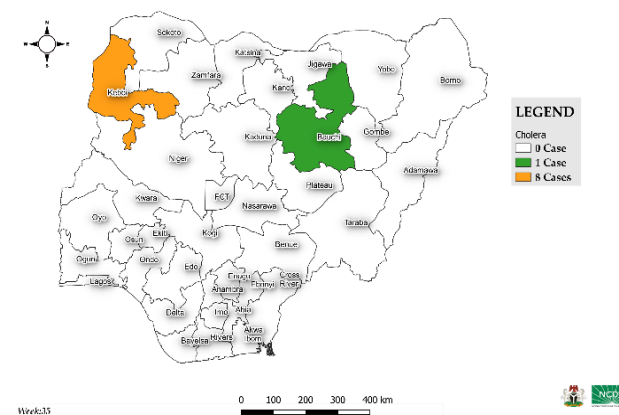 N
W E
S
Sokoto
Katsina
Jigawa
Yobe
Borno
Zamfara
Kano
Kebbi
Kaduna
Bauchi
Gombe
Adamawa
Niger
Plateau
FCT
Kwara
Nasarawa
Taraba
Oyo
Kogi
Benue
Osun
Ekiti
Ogun
Ondo
Edo
Lagos
Enugu
Anambra
Ebonyi
Cross
River
Delta
Imo
Abia
Bayelsa
Rivers
Akwa
Ibom
LEGEND
Cholera
0 Case
1 Case
8 Cases
Week:35
0 100 200 300 400 km
NCD